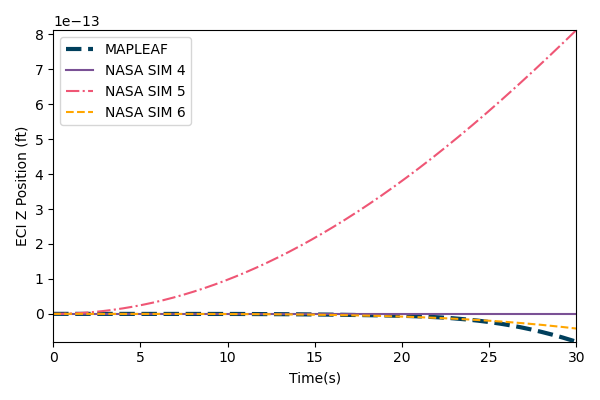 1e−13
8
7
6
5
4
3
2
1
0
ECI Z Position (ft)
MAPLEAF
NASA SIM 4
NASA SIM 5
NASA SIM 6
0 5 10 15 20 25 30
Time(s)